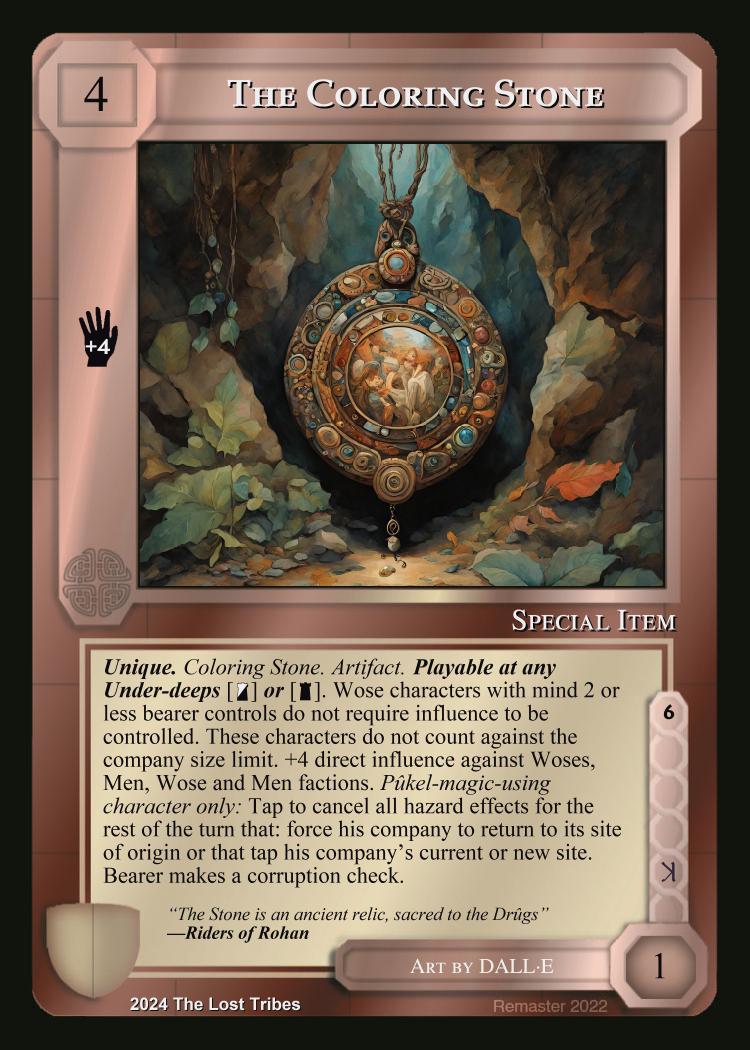 4
The Coloring Stone
+4
Special Item
Unique. Coloring Stone. Artifact. Playable at any
Under-deeps [] or []. Wose characters with mind 2 or
less bearer controls do not require influence to be
controlled. These characters do not count against the
company size limit. +4 direct influence against Woses,
Men, Wose and Men factions. Pûkel-magic-using
character only: Tap to cancel all hazard effects for the
rest of the turn that: force his company to return to its site
of origin or that tap his company’s current or new site.
Bearer makes a corruption check.
6
“The Stone is an ancient relic, sacred to the Drûgs”
—Riders of Rohan
Art by DALL·E
1
2024 The Lost Tribes
Remaster 2022